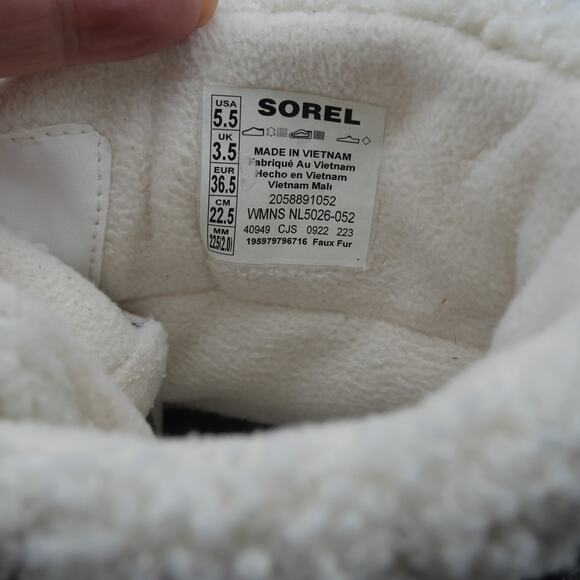 USA
5.5
UK
3.5
EUR
36.5
CM
22.5
MM
225(2.0)
SOREL
MADE IN VIETNAM
Fabriqué Au Vietnam
Hecho en Vietnam
Vietnam Malı
2058891052
WMNS NL5026-052
40949 CJS 0922 223
195979796716 Faux Fur